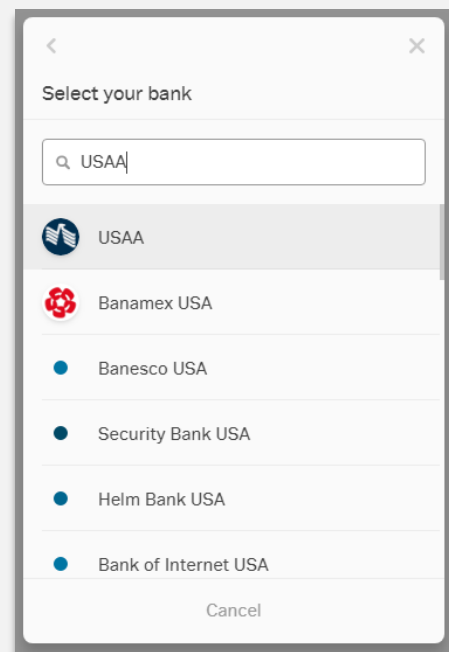 Select your bank
USAA
USAA
Banamex USA
Banesco USA
Security Bank USA
Helm Bank USA
Bank of Internet USA
Cancel